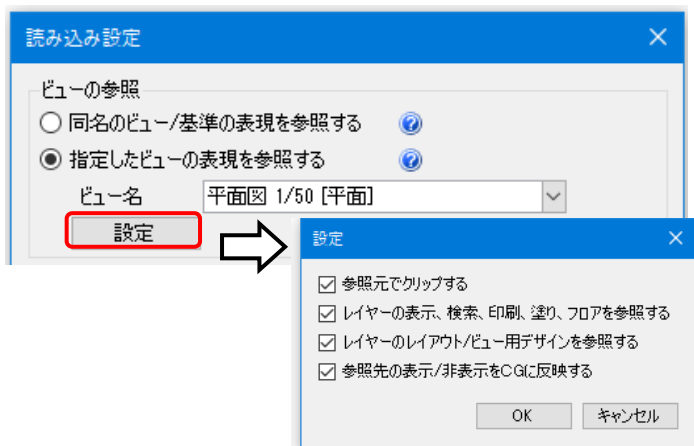 読み込み設定
ビューの参照
同名のビュー/基準の表現を参照する
指定したビューの表現を参照する
ビュー名 平面図 1/50 [平面]
設定
設定
参照元でクリップする
レイヤーの表示、検索、印刷、塗り、フロアを参照する
レイヤーのレイアウト/ビュー用デザインを参照する
参照先の表示/非表示をCGに反映する
OK キャンセル